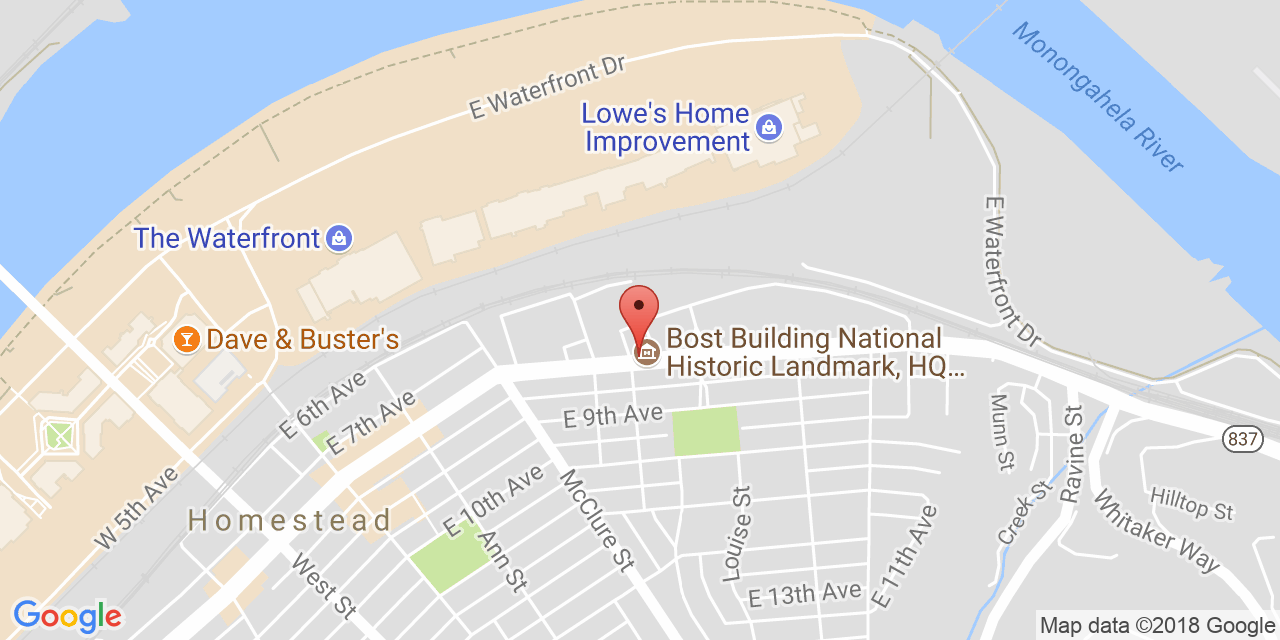 Monongahela River
E Waterfront Dr
Lowe's Home
Improvement
The Waterfront
E Waterfront Dr
Dave & Buster's
Bost Building National
Historic Landmark, HQ...
E 6th Ave
E 7th Ave
E 9th Ave
Munn St
Ravine St
837
W 5th Ave
Homestead
E 10th Ave
McClure St
Louise St
E 11th Ave
Creek St
Whitaker Way
Hilltop St
West St
Ann St
E 13th Ave
Google
Map data ©2018 Google